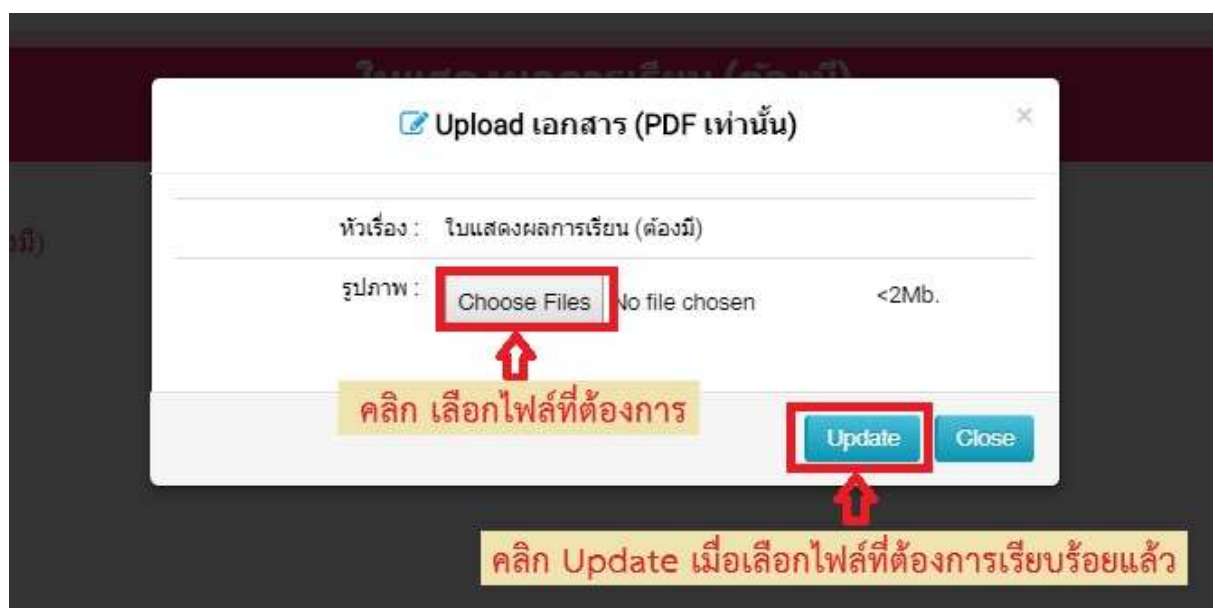 Upload เอกสาร (PDF เท่านั้น)
×
หัวเรื่อง : ใบแสดงผลการเรียน (ต้องมี)
รูปภาพ : Choose Files No file chosen <2Mb.
คลิก เลือกไฟล์ที่ต้องการ
Update Close
คลิก Update เมื่อเลือกไฟล์ที่ต้องการเรียบร้อยแล้ว